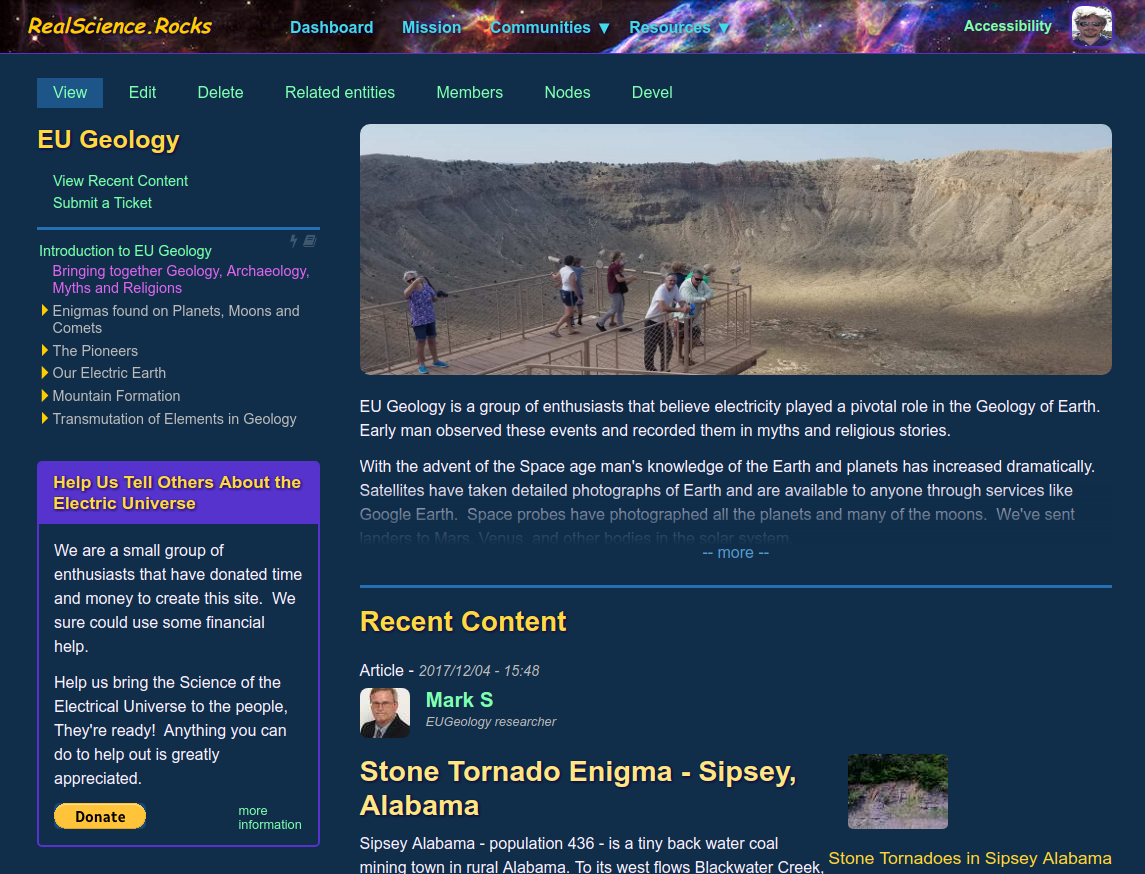 RealScience.Rocks
Dashboard Mission Communities ▼ Resources ▼
Accessibility
View Edit Delete Related entities Members Nodes Devel
EU Geology
View Recent Content
Submit a Ticket
Introduction to EU Geology
Bringing together Geology, Archaeology,
Myths and Religions
Enigmas found on Planets, Moons and
Comets
The Pioneers
Our Electric Earth
Mountain Formation
Transmutation of Elements in Geology
Help Us Tell Others About the
Electric Universe
We are a small group of
enthusiasts that have donated time
and money to create this site.  We
sure could use some financial
help.
Help us bring the Science of the
Electrical Universe to the people,
They're ready!  Anything you can
do to help out is greatly
appreciated.
Donate
more
information
EU Geology is a group of enthusiasts that believe electricity played a pivotal role in the Geology of Earth.
Early man observed these events and recorded them in myths and religious stories.
With the advent of the Space age man's knowledge of the Earth and planets has increased dramatically.
Satellites have taken detailed photographs of Earth and are available to anyone through services like
Google Earth.  Space probes have photographed all the planets and many of the moons.  We've sent
landers to Mars, Venus, and other bodies in the solar system.
-- more --
Recent Content
Article - 2017/12/04 - 15:48
Mark S
EUGeology researcher
Stone Tornado Enigma - Sipsey,
Alabama
Sipsey Alabama - population 436 - is a tiny back water coal
mining town in rural Alabama. To its west flows Blackwater Creek,
Stone Tornadoes in Sipsey Alabama